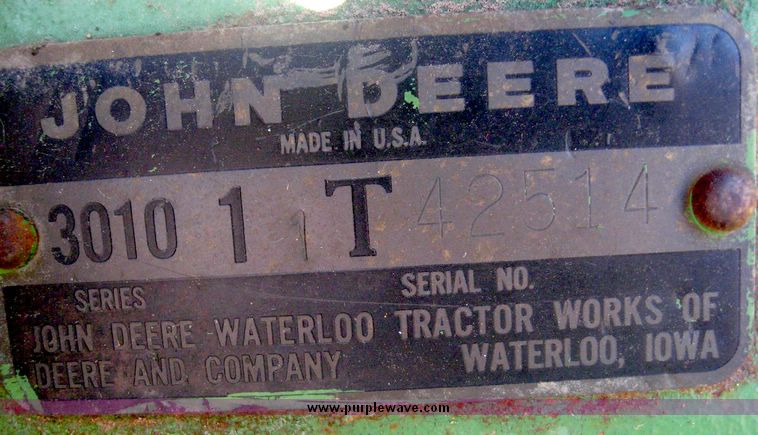 JOHN DEERE
MADE IN U.S.A.
3010 1 1 T 42514
SERIES SERIAL NO.
JOHN DEERE WATERLOO TRACTOR WORKS OF
DEERE AND COMPANY WATERLOO, IOWA
www.purplewave.com